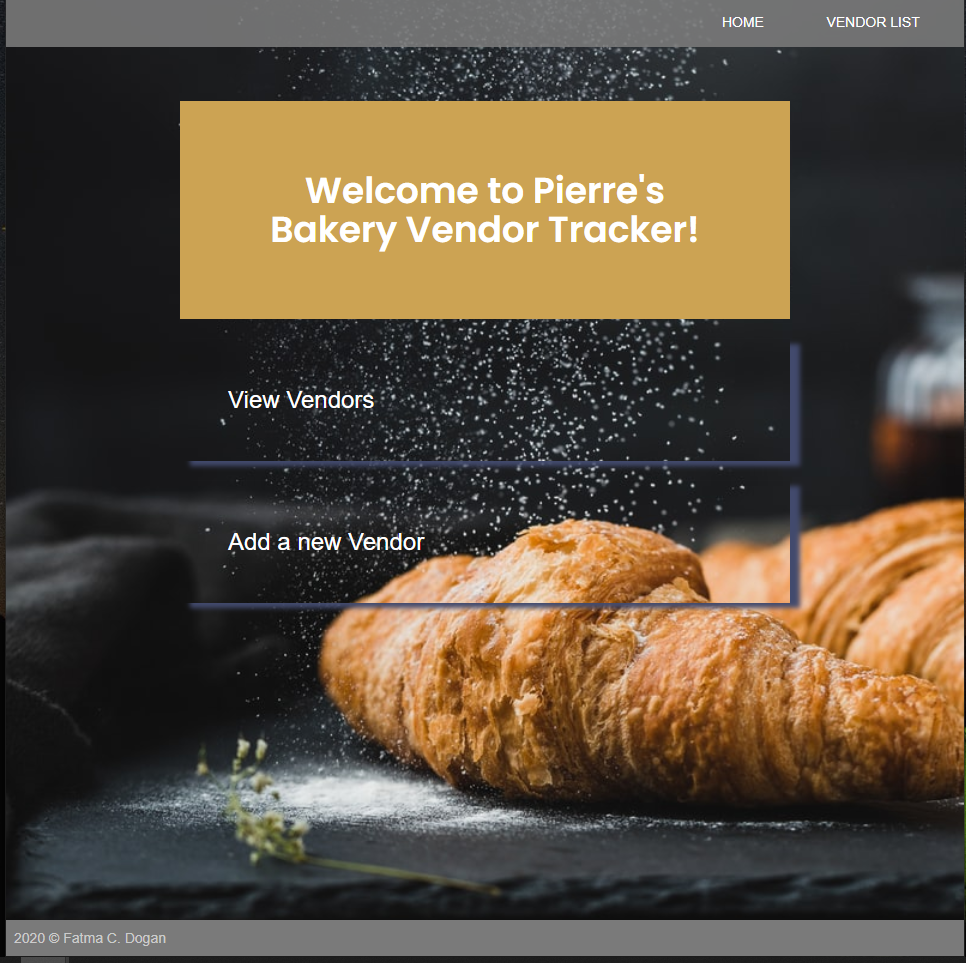 HOME VENDOR LIST
Welcome to Pierre's
Bakery Vendor Tracker!
View Vendors
Add a new Vendor
2020 © Fatma C. Dogan